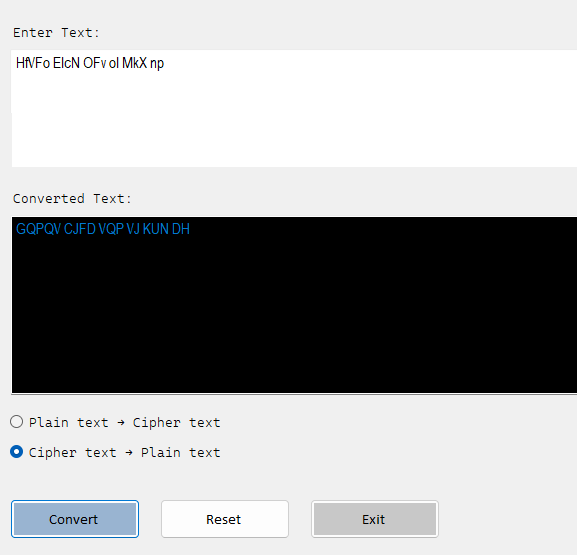 Enter Text:
HfVFo ElcN OFv ol MkX np
Converted Text:
GQPQV CJFD VQP VJ KUN DH
Plain text → Cipher text
Cipher text → Plain text
Convert Reset Exit